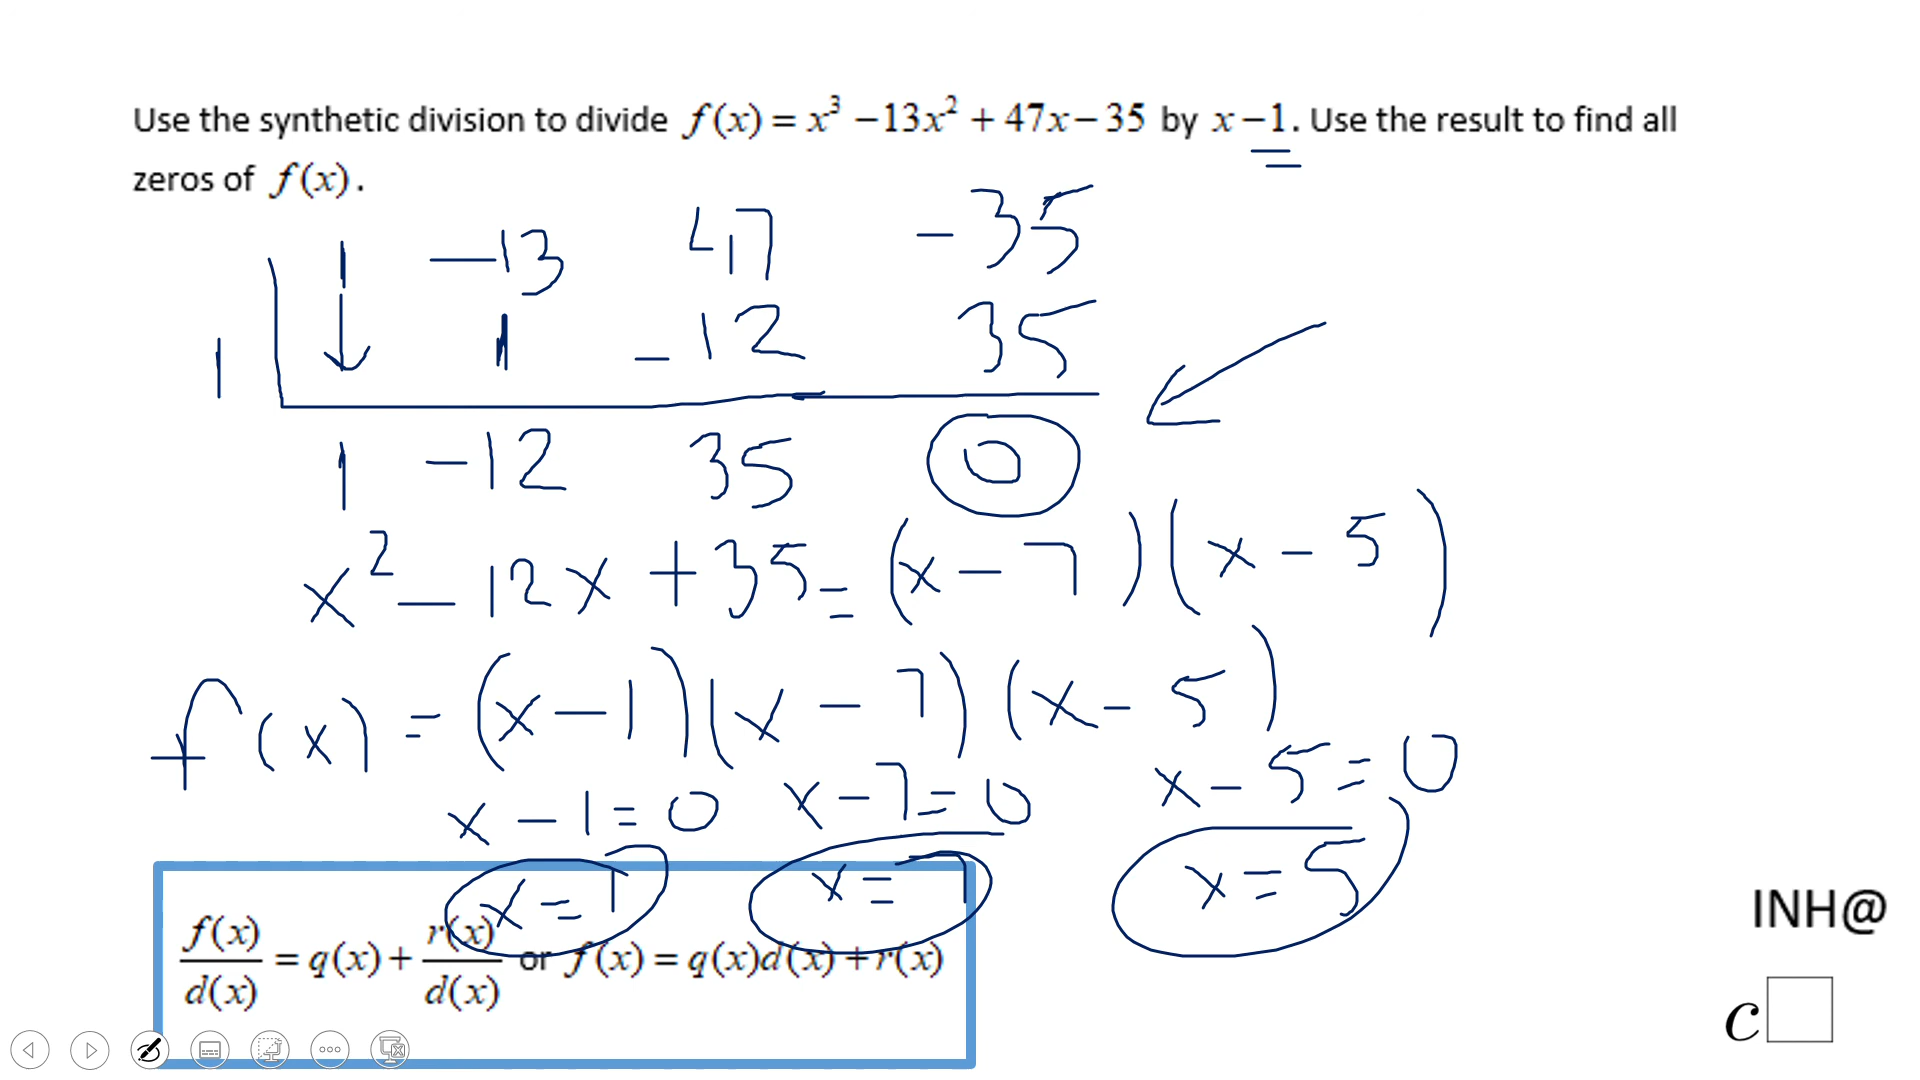 Use the synthetic division to divide f(x) = x³ −13x² + 47x − 35 by x − 1. Use the result to find all
zeros of f(x).
1 −13 47 −35
1 1 −12 35
1 −12 35 0
x² − 12x + 35 = (x − 7)(x − 5)
f(x) = (x − 1)(x − 7)(x − 5)
x − 1 = 0 x − 7 = 0 x − 5 = 0
x = 1 x = 7 x = 5
f(x)/d(x) = q(x) + r(x)/d(x) or f(x) = q(x)d(x) + r(x)
INH@
c